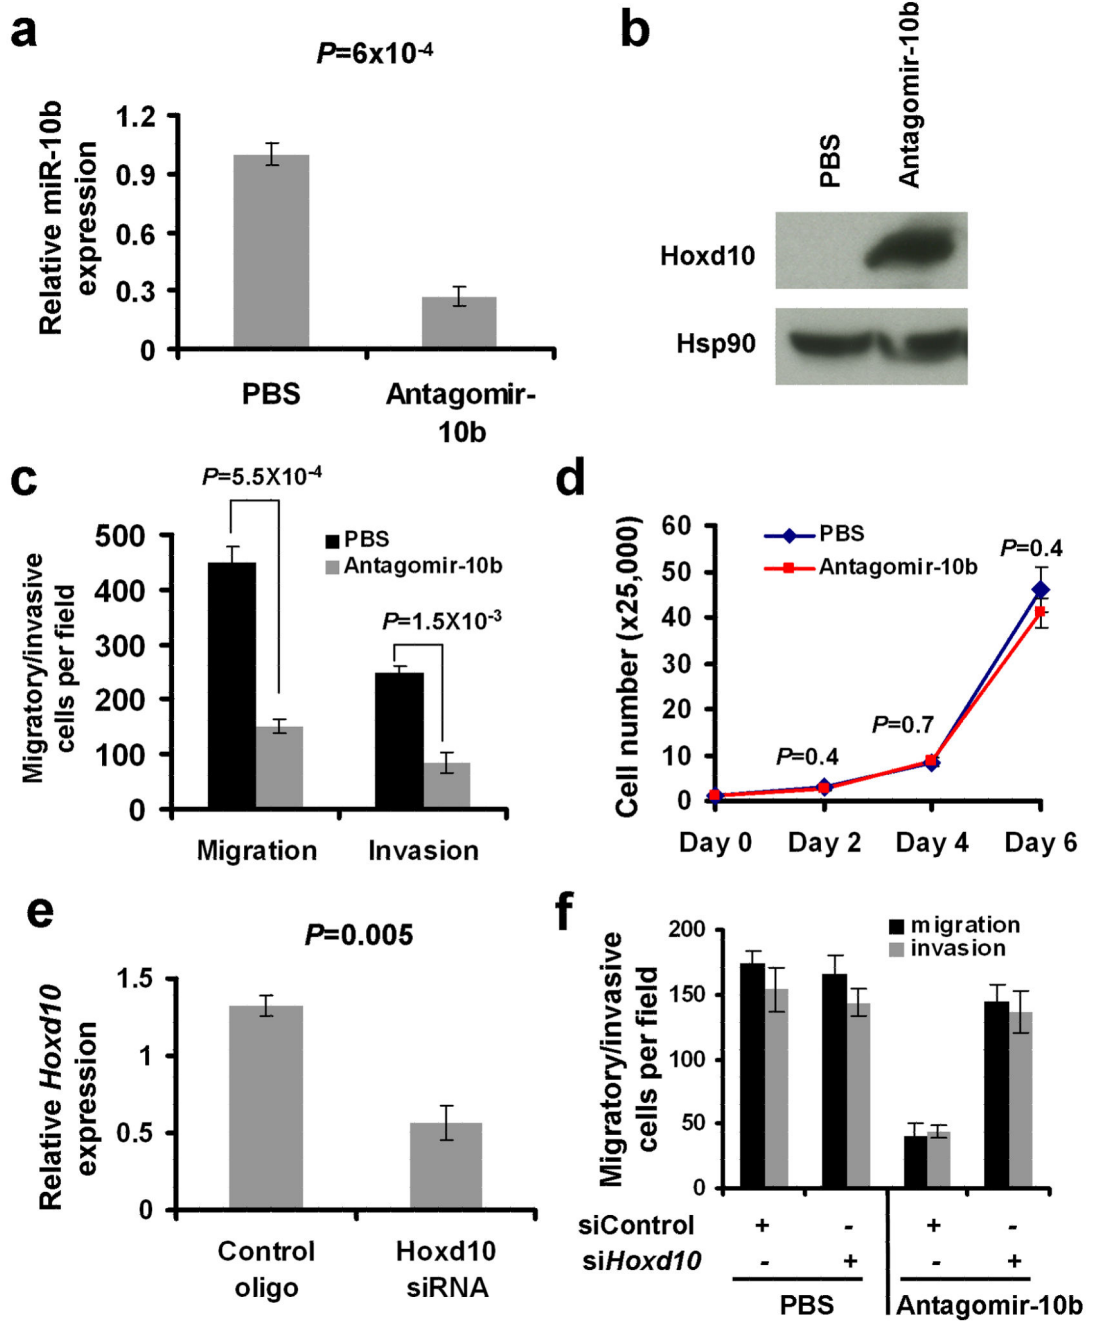 a
P=6x10-4
Relative miR-10b
expression
1.2
0.9
0.6
0.3
0
PBS
Antagomir-
10b
b
PBS
Antagomir-10b
Hoxd10
Hsp90
c
P=5.5X10-4
Migratory/invasive
cells per field
500
400
300
200
100
0
PBS
Antagomir-10b
P=1.5X10-3
Migration
Invasion
d
Cell number (x25,000)
60
50
40
30
20
10
0
PBS
Antagomir-10b
P=0.4
P=0.7
P=0.4
Day 0
Day 2
Day 4
Day 6
e
P=0.005
Relative Hoxd10
expression
1.5
1
0.5
0
Control
oligo
Hoxd10
siRNA
f
Migratory/invasive
cells per field
200
150
100
50
0
migration
invasion
siControl + - + -
siHoxd10 - + - +
PBS
Antagomir-10b